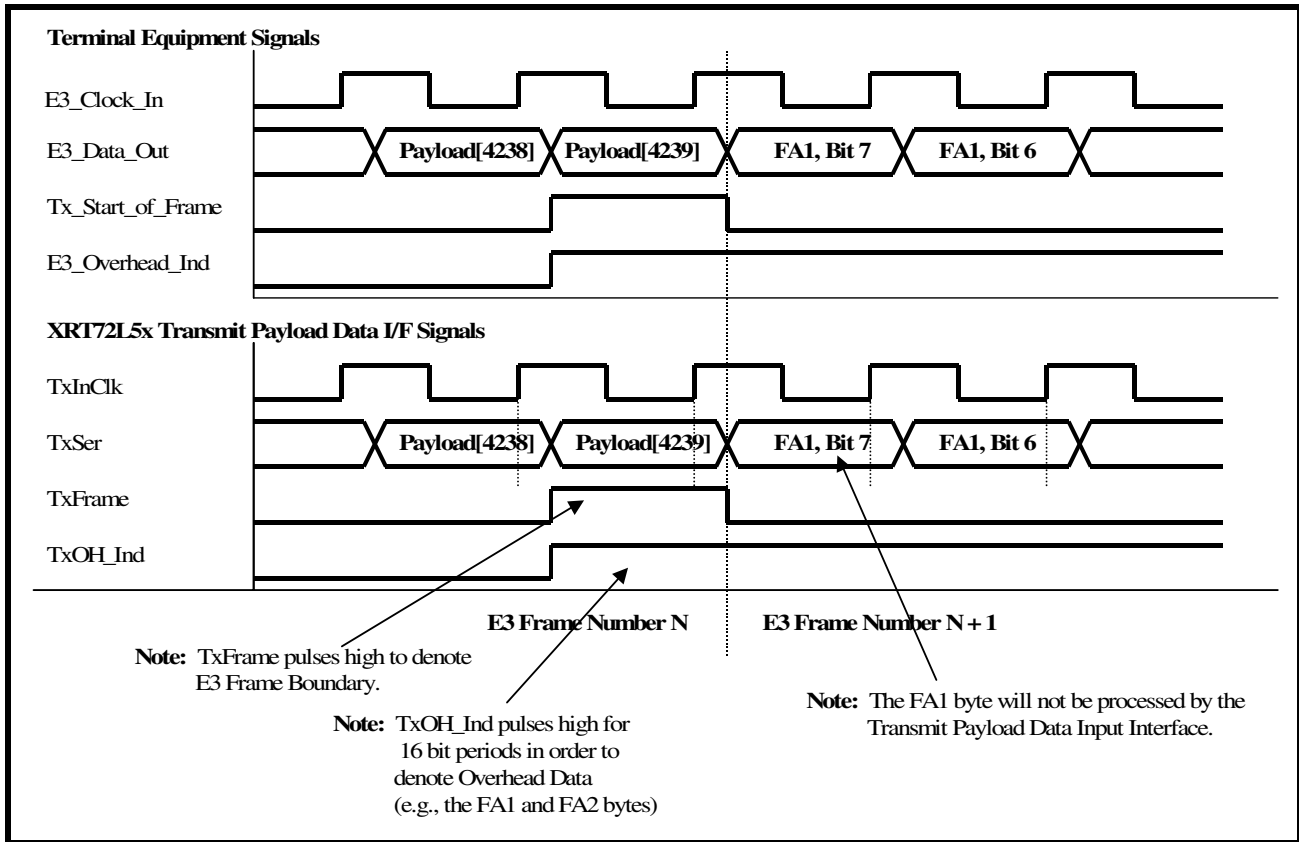 Terminal Equipment Signals
E3_Clock_In
E3_Data_Out
Payload[4238]
Payload[4239]
FA1, Bit 7
FA1, Bit 6
Tx_Start_of_Frame
E3_Overhead_Ind
XRT72L5x Transmit Payload Data I/F Signals
TxInClk
TxSer
Payload[4238]
Payload[4239]
FA1, Bit 7
FA1, Bit 6
TxFrame
TxOH_Ind
E3 Frame Number N
E3 Frame Number N + 1
Note: TxFrame pulses high to denote
E3 Frame Boundary.
Note: TxOH_Ind pulses high for
16 bit periods in order to
denote Overhead Data
(e.g., the FA1 and FA2 bytes)
Note: The FA1 byte will not be processed by the
Transmit Payload Data Input Interface.